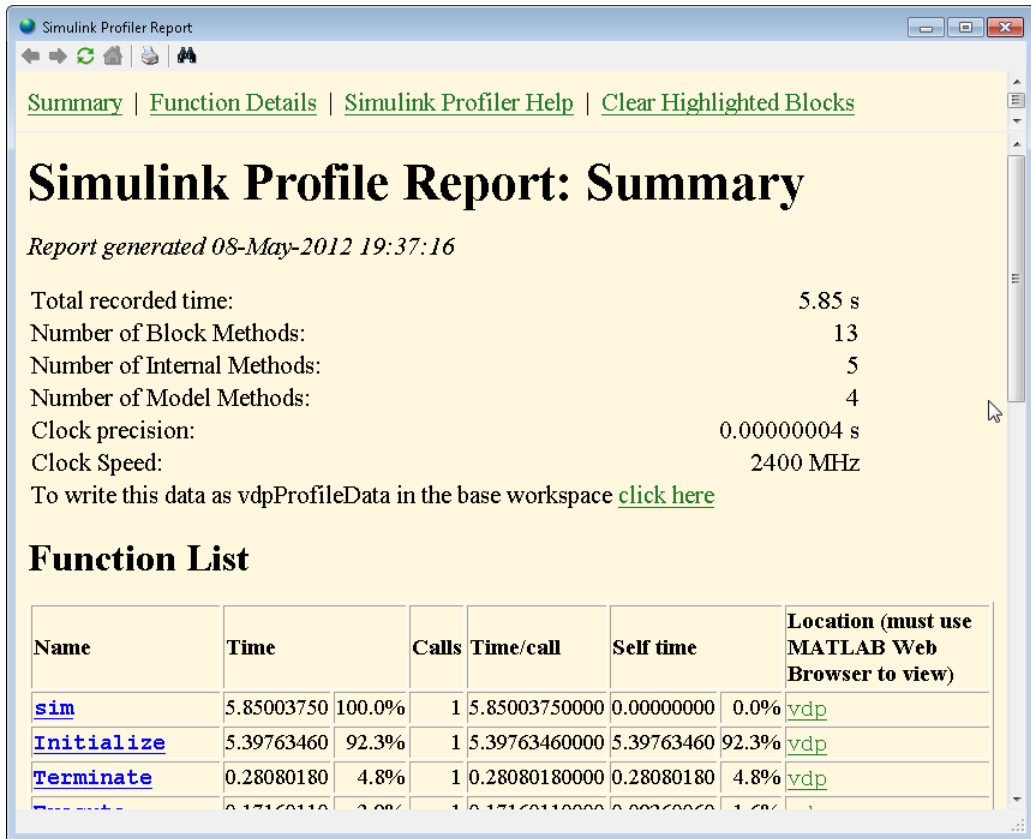 Simulink Profiler Report
Summary | Function Details | Simulink Profiler Help | Clear Highlighted Blocks
Simulink Profile Report: Summary
Report generated 08-May-2012 19:37:16
Total recorded time: 5.85 s
Number of Block Methods: 13
Number of Internal Methods: 5
Number of Model Methods: 4
Clock precision: 0.00000004 s
Clock Speed: 2400 MHz
To write this data as vdpProfileData in the base workspace click here
Function List
Name Time Calls Time/call Self time Location (must use MATLAB Web Browser to view)
sim 5.85003750 100.0% 1 5.85003750000 0.00000000 0.0% vdp
Initialize 5.39763460 92.3% 1 5.39763460000 5.39763460 92.3% vdp
Terminate 0.28080180 4.8% 1 0.28080180000 0.28080180 4.8% vdp